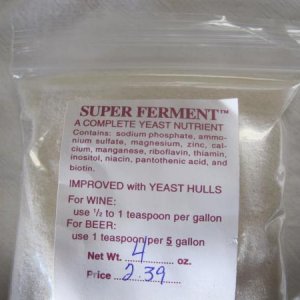 SUPER FERMENT™
A COMPLETE YEAST NUTRIENT
Contains: sodium phosphate, ammo-
nium sulfate, magnesium, zinc, cal-
cium, manganese, riboflavin, thiamin,
inositol, niacin, pantothenic acid, and
biotin.
IMPROVED with YEAST HULLS
For WINE:
use ½ to 1 teaspoon per gallon
For BEER:
use 1 teaspoon per 5 gallon
Net Wt. 4 oz.
Price 2.39